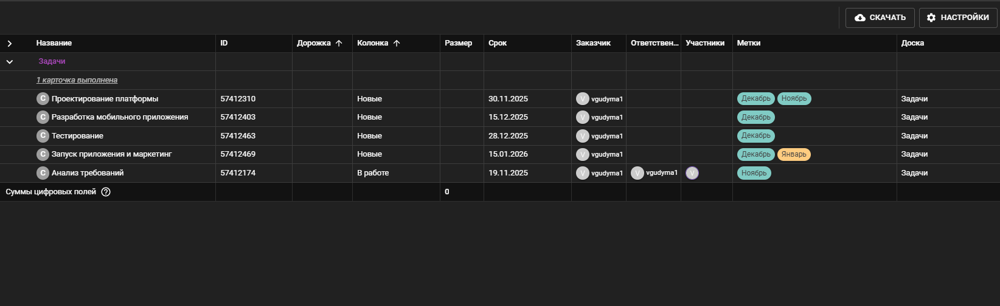 СКАЧАТЬ НАСТРОЙКИ
Название ID Дорожка Колонка Размер Срок Заказчик Ответствен... Участники Метки Доска
Задачи
1 карточка выполнена
С Проектирование платформы 57412310 Новые 30.11.2025 V vgudyma1 Декабрь Ноябрь Задачи
С Разработка мобильного приложения 57412403 Новые 15.12.2025 V vgudyma1 Декабрь Задачи
С Тестирование 57412463 Новые 28.12.2025 V vgudyma1 Декабрь Задачи
С Запуск приложения и маркетинг 57412469 Новые 15.01.2026 V vgudyma1 Декабрь Январь Задачи
С Анализ требований 57412174 В работе 19.11.2025 V vgudyma1 V vgudyma1 V Ноябрь Задачи
Суммы цифровых полей ? 0